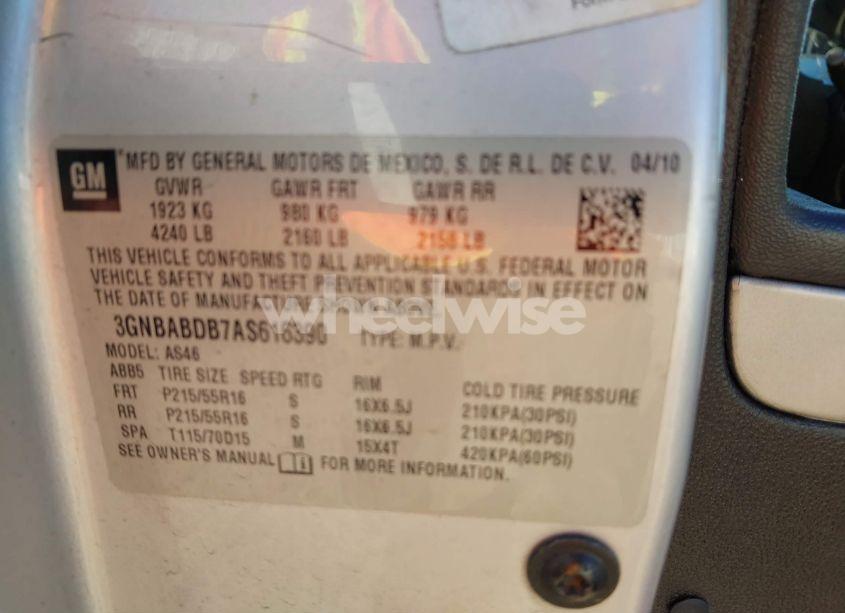 GM
MFD BY GENERAL MOTORS DE MEXICO, S. DE R.L. DE C.V. 04/10
GVWR GAWR FRT GAWR RR
1923 KG 980 KG 979 KG
4240 LB 2160 LB 2158 LB
THIS VEHICLE CONFORMS TO ALL APPLICABLE U.S. FEDERAL MOTOR
VEHICLE SAFETY AND THEFT PREVENTION STANDARDS IN EFFECT ON
THE DATE OF
wheelwise
3GNBABDB7AS616390 TYPE: M.P.V.
MODEL: AS46
ABB5 TIRE SIZE SPEED RTG RIM COLD TIRE PRESSURE
FRT P215/55R16 S 16X6.5J 210KPA(30PSI)
RR P215/55R16 S 16X6.5J 210KPA(30PSI)
SPA T115/70D15 M 15X4T 420KPA(60PSI)
SEE OWNER'S MANUAL FOR MORE INFORMATION.